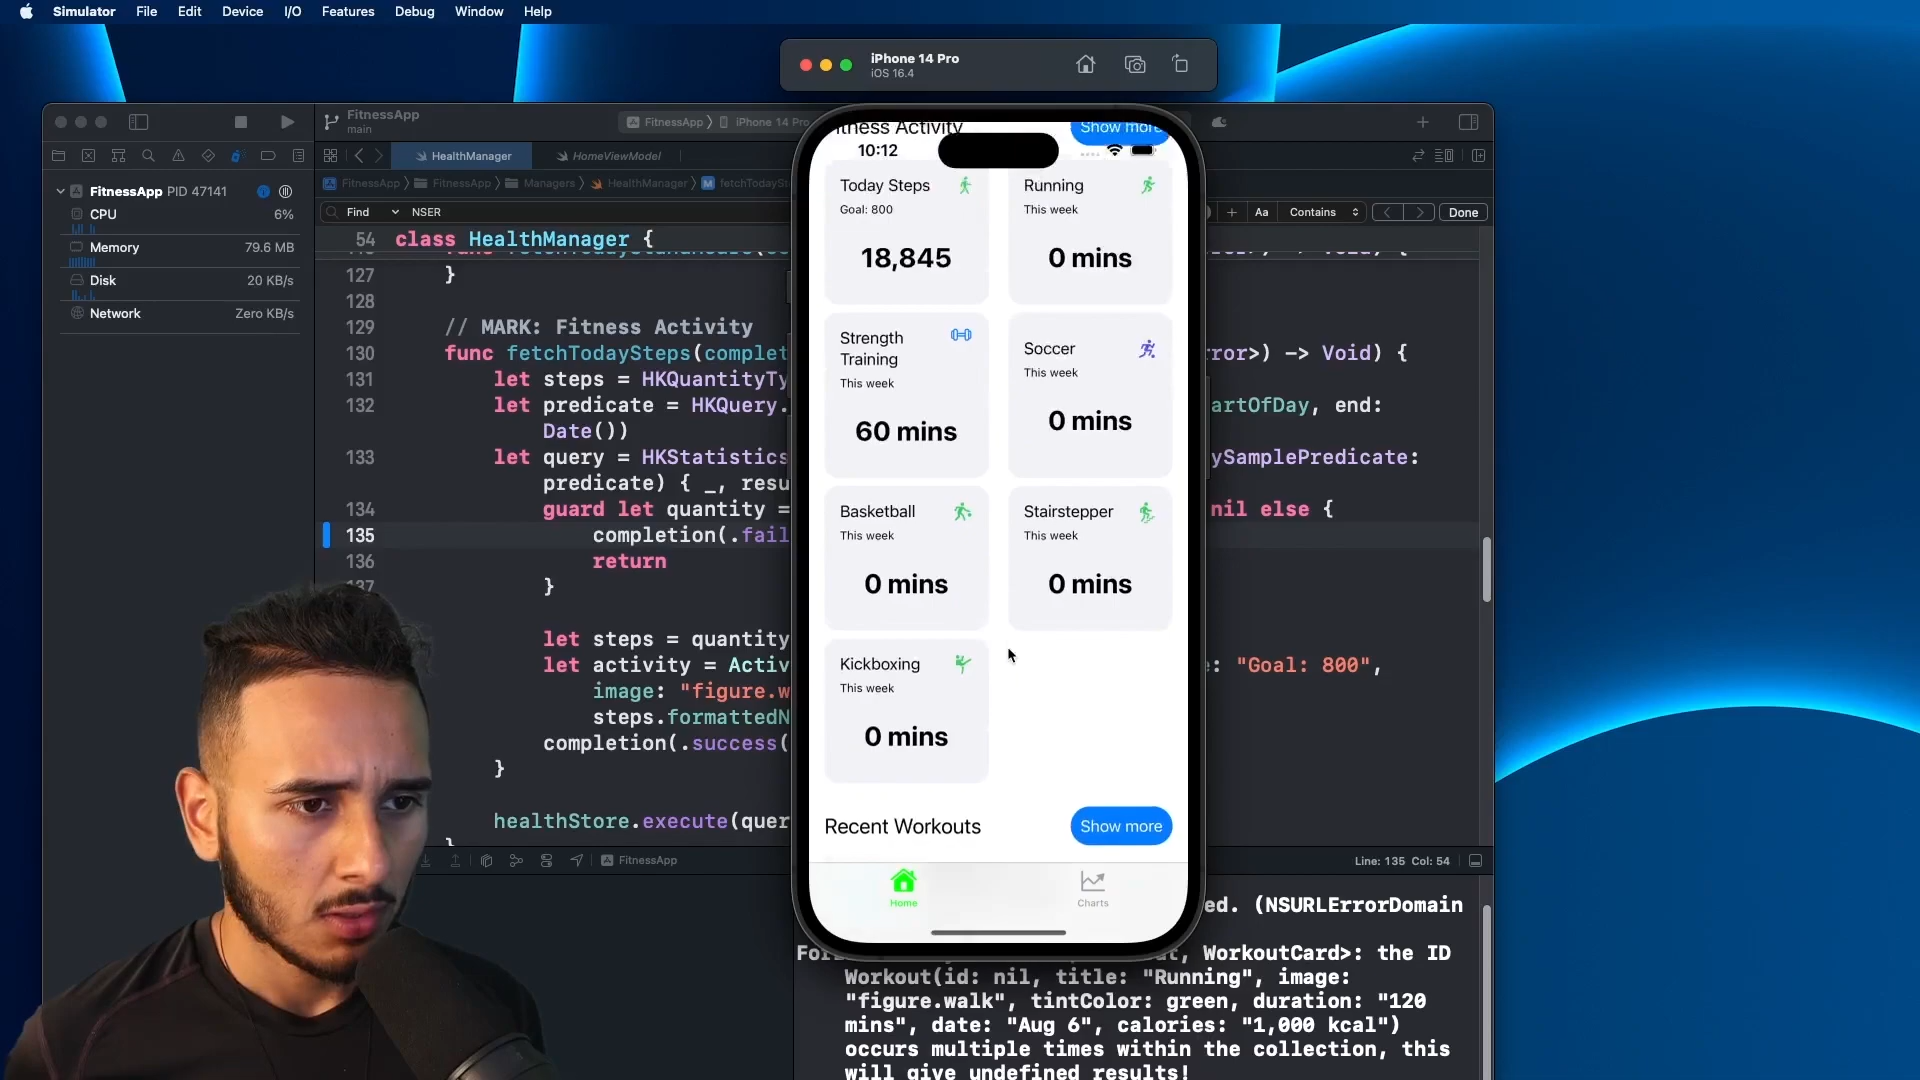 Simulator File Edit Device I/O Features Debug Window Help
iPhone 14 Pro
iOS 16.4
FitnessApp
main
FitnessApp
iPhone 14 Pro
HealthManager
HomeViewModel
FitnessApp
FitnessApp
Managers
HealthManager
M
fetchTodaySt
Find
NSER
Aa
Contains
Done
FitnessApp PID 47141
CPU 6%
Memory 79.6 MB
Disk 20 KB/s
Network Zero KB/s
54 class HealthManager {
127 }
128
129 // MARK: Fitness Activity
130 func fetchTodaySteps(complet
ror>) -> Void) {
131 let steps = HKQuantityTy
132 let predicate = HKQuery.
artOfDay, end:
Date())
133 let query = HKStatistics
ySamplePredicate:
predicate) { _, resu
134 guard let quantity =
nil else {
135 completion(.fail
136 return
137 }
let steps = quantity
let activity = Activ
: "Goal: 800",
image: "figure.w
steps.formattedN
completion(.success(
}
healthStore.execute(quer
FitnessApp
Line: 135 Col: 54
tness Activity
Show more
10:12
Today Steps
Goal: 800
18,845
Running
This week
0 mins
Strength
Training
This week
60 mins
Soccer
This week
0 mins
Basketball
This week
0 mins
Stairstepper
This week
0 mins
Kickboxing
This week
0 mins
Recent Workouts
Show more
Home
Charts
ed. (NSURLErrorDomain
WorkoutCard>: the ID
Workout(id: nil, title: "Running", image:
"figure.walk", tintColor: green, duration: "120
mins", date: "Aug 6", calories: "1,000 kcal")
occurs multiple times within the collection, this
will give undefined results!